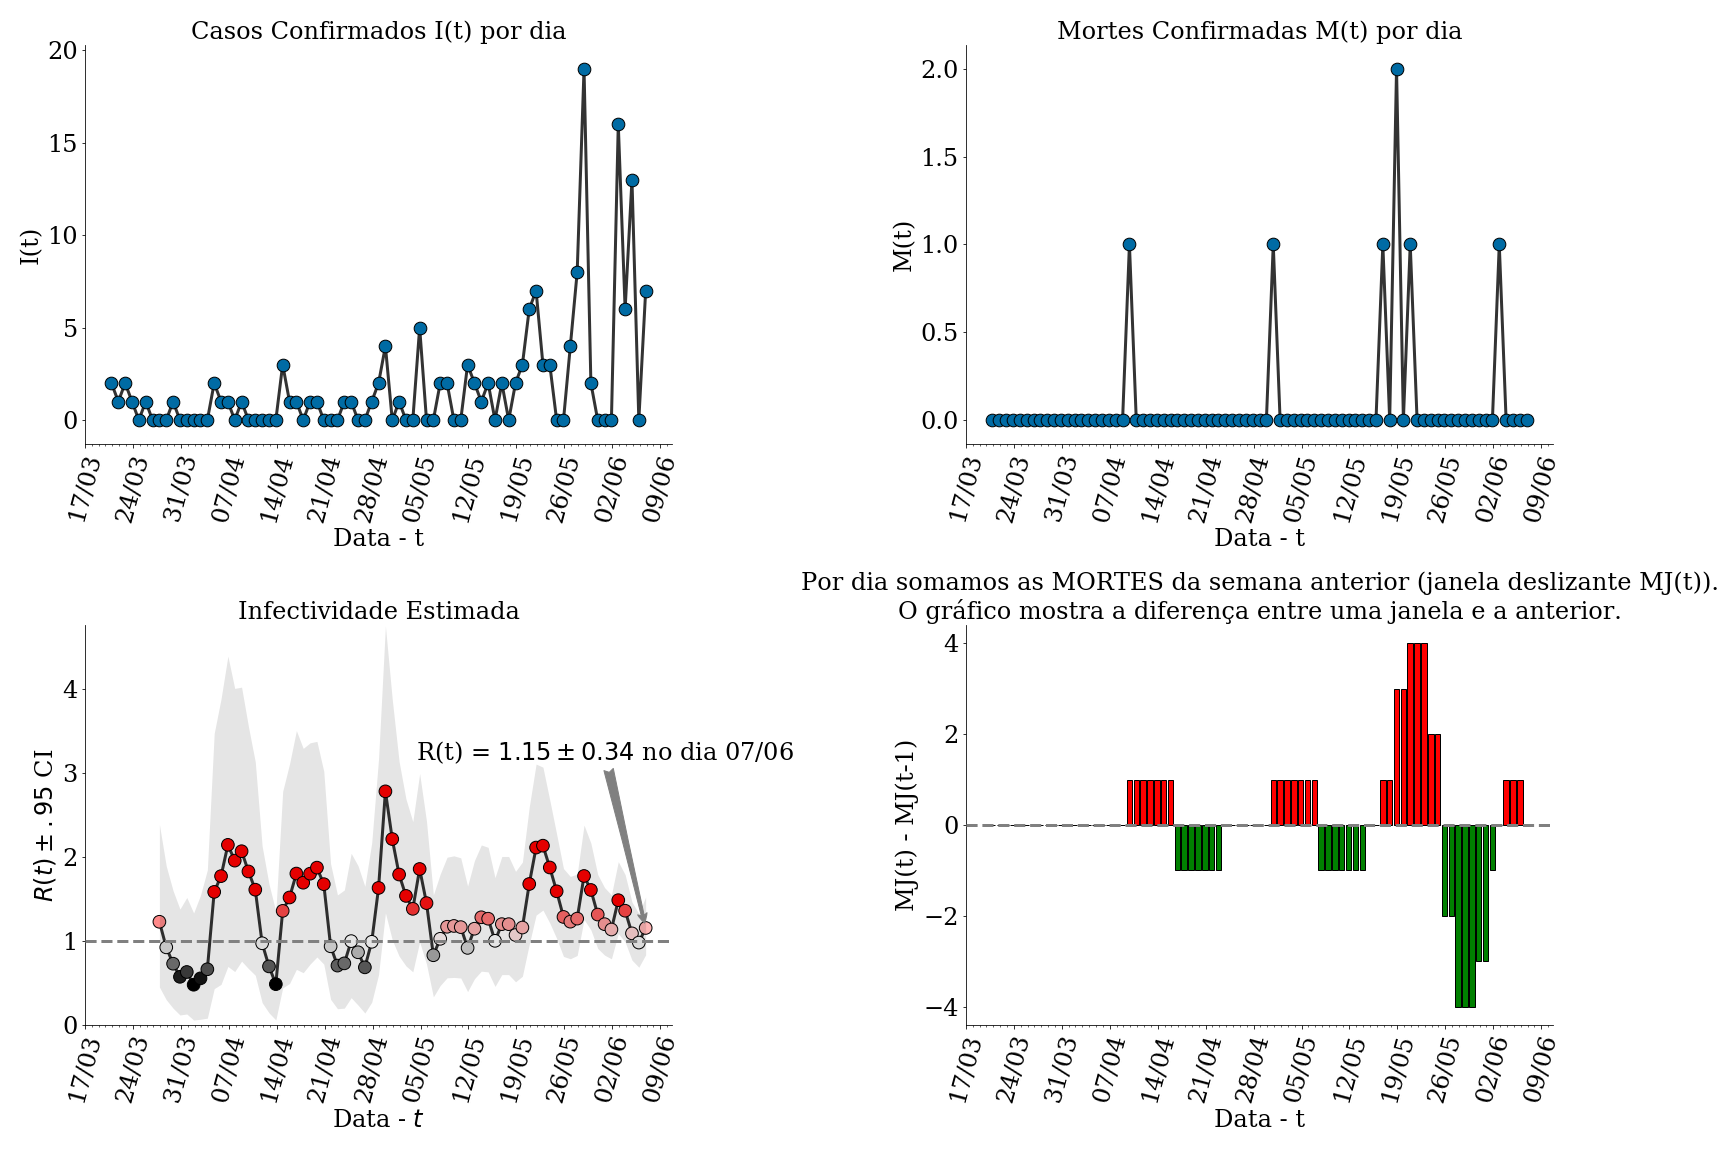 Casos Confirmados I(t) por dia
I(t)
20
15
10
5
0
17/03 24/03 31/03 07/04 14/04 21/04 28/04 05/05 12/05 19/05 26/05 02/06 09/06
Data - t
Mortes Confirmadas M(t) por dia
M(t)
2.0
1.5
1.0
0.5
0.0
17/03 24/03 31/03 07/04 14/04 21/04 28/04 05/05 12/05 19/05 26/05 02/06 09/06
Data - t
Infectividade Estimada
R(t) ± .95 CI
4
3
2
1
0
R(t) = 1.15 ± 0.34 no dia 07/06
17/03 24/03 31/03 07/04 14/04 21/04 28/04 05/05 12/05 19/05 26/05 02/06 09/06
Data - t
Por dia somamos as MORTES da semana anterior (janela deslizante MJ(t)).
O gráfico mostra a diferença entre uma janela e a anterior.
MJ(t) - MJ(t-1)
4
2
0
−2
−4
17/03 24/03 31/03 07/04 14/04 21/04 28/04 05/05 12/05 19/05 26/05 02/06 09/06
Data - t